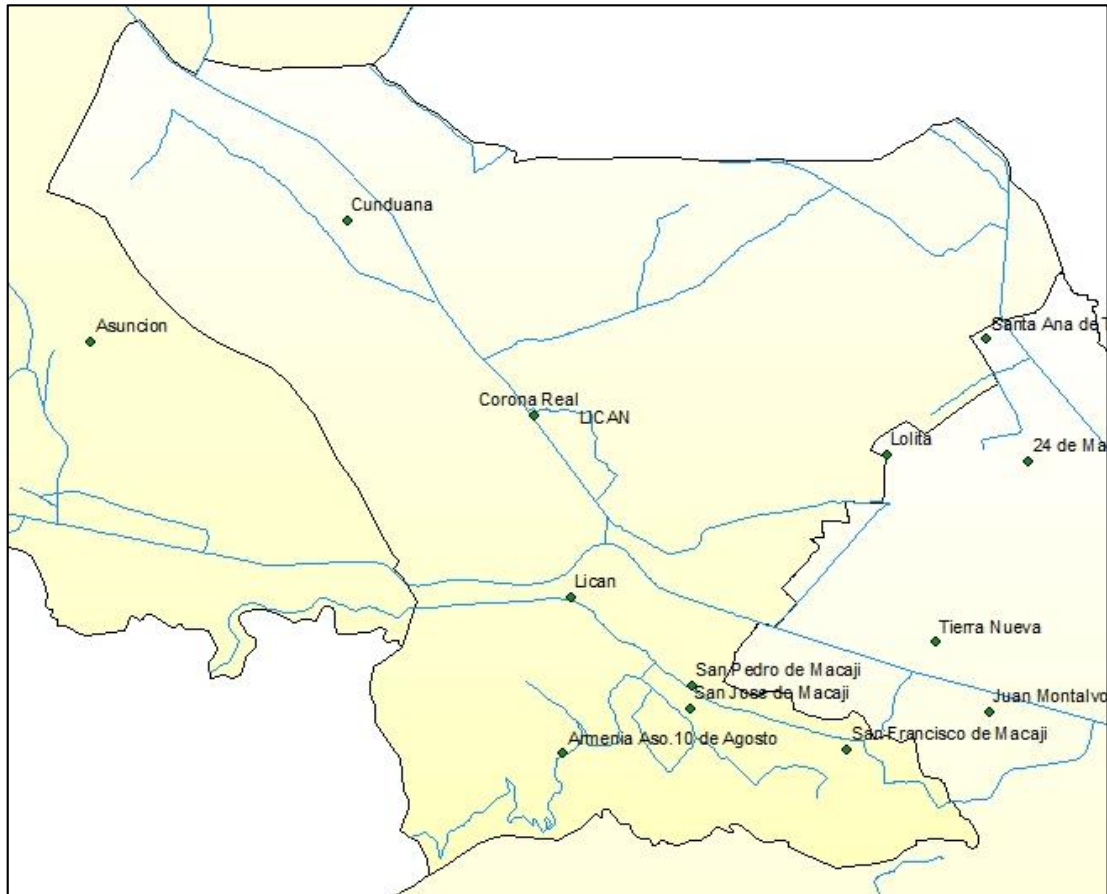 Cunduana
Asuncion
Santa Ana de T
Corona Real
LICAN
Lolita
24 de Ma
Lican
Tierra Nueva
San Pedro de Macaji
San Jose de Macaji
Juan Montalvo
San Francisco de Macaji
Armenia Aso.10 de Agosto